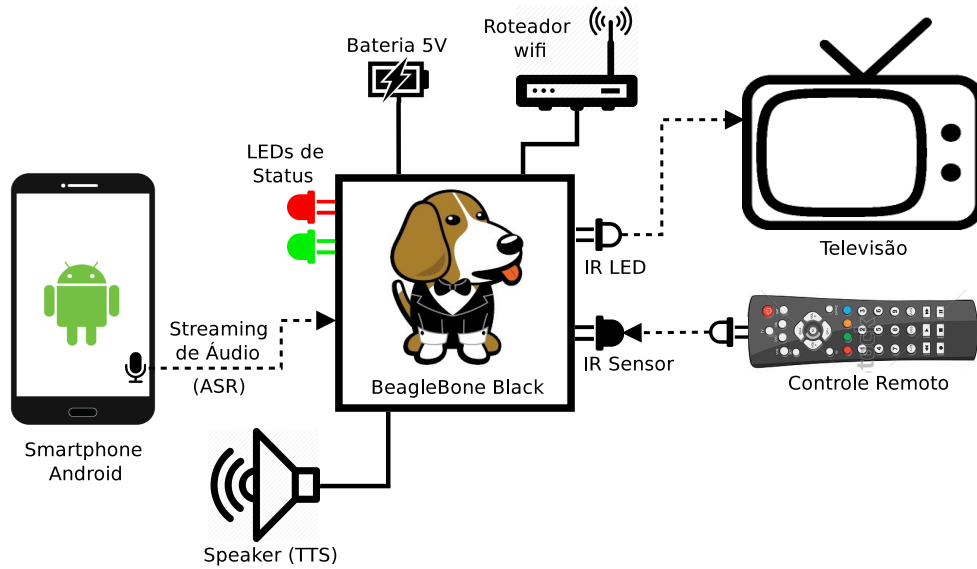 Bateria 5V
Roteador
wifi
LEDs de
Status
Televisão
IR LED
Streaming
de Áudio
(ASR)
IR Sensor
BeagleBone Black
Controle Remoto
Smartphone
Android
Speaker (TTS)